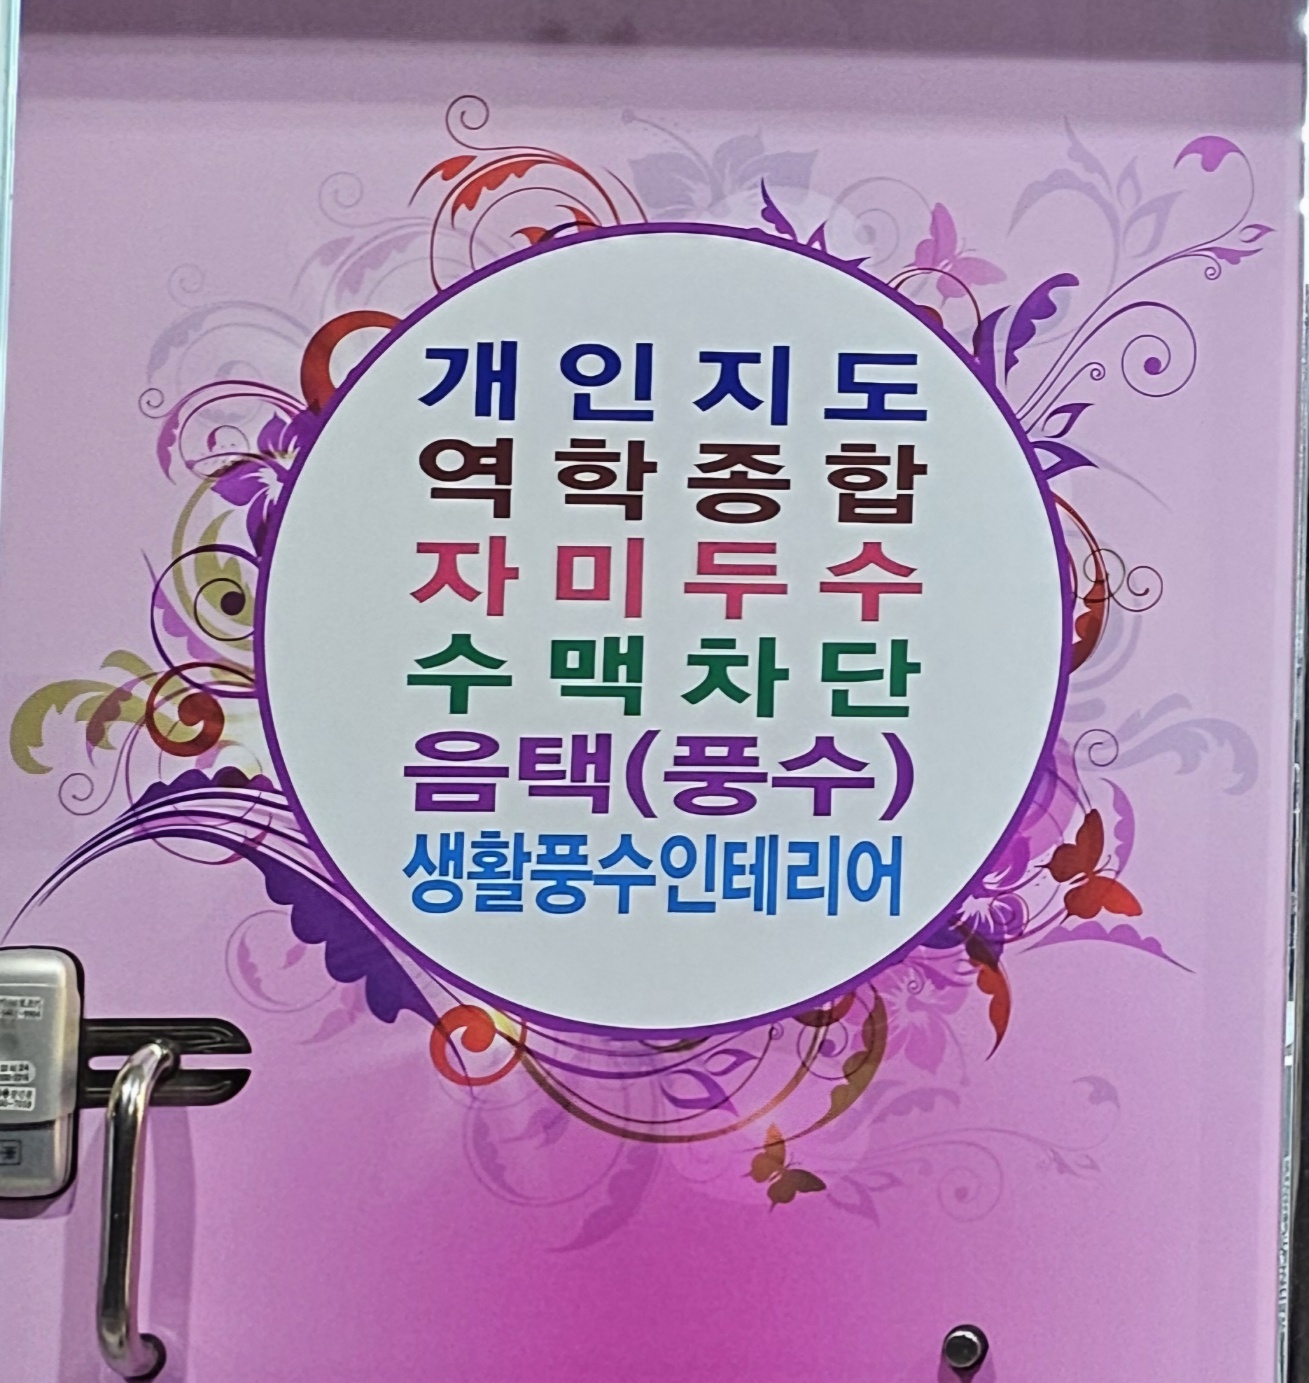 개인지도
역학종합
자미두수
수맥차단
음택(풍수)
생활풍수인테리어